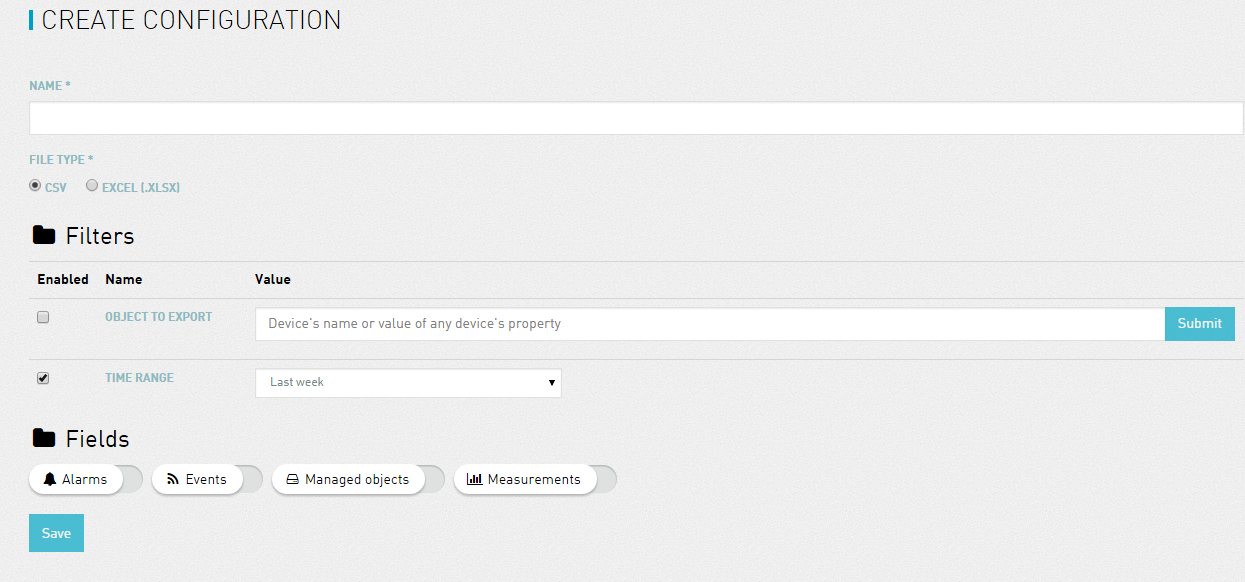 CREATE CONFIGURATION
NAME *
FILE TYPE *
CSV EXCEL (.XLSX)
Filters
Enabled Name Value
OBJECT TO EXPORT Device's name or value of any device's property Submit
TIME RANGE Last week
Fields
Alarms Events Managed objects Measurements
Save